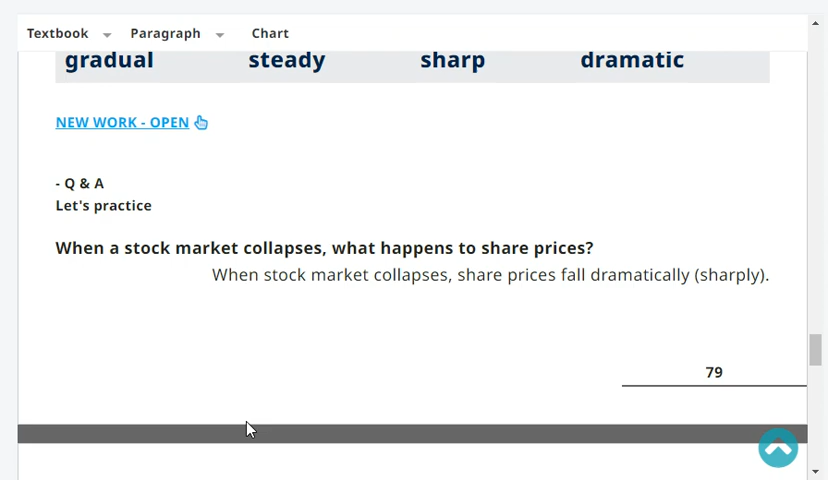 Textbook Paragraph Chart
gradual steady sharp dramatic
NEW WORK - OPEN
- Q & A
Let's practice
When a stock market collapses, what happens to share prices?
When stock market collapses, share prices fall dramatically (sharply).
79